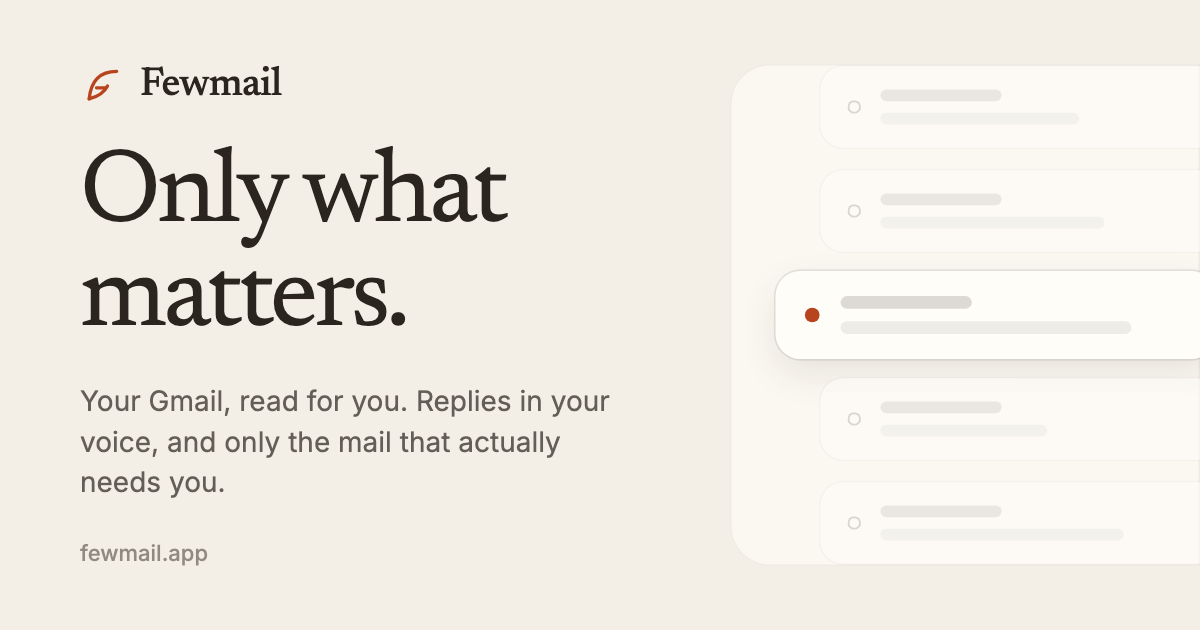 Fewmail
Only what
matters.
Your Gmail, read for you. Replies in your
voice, and only the mail that actually
needs you.
fewmail.app